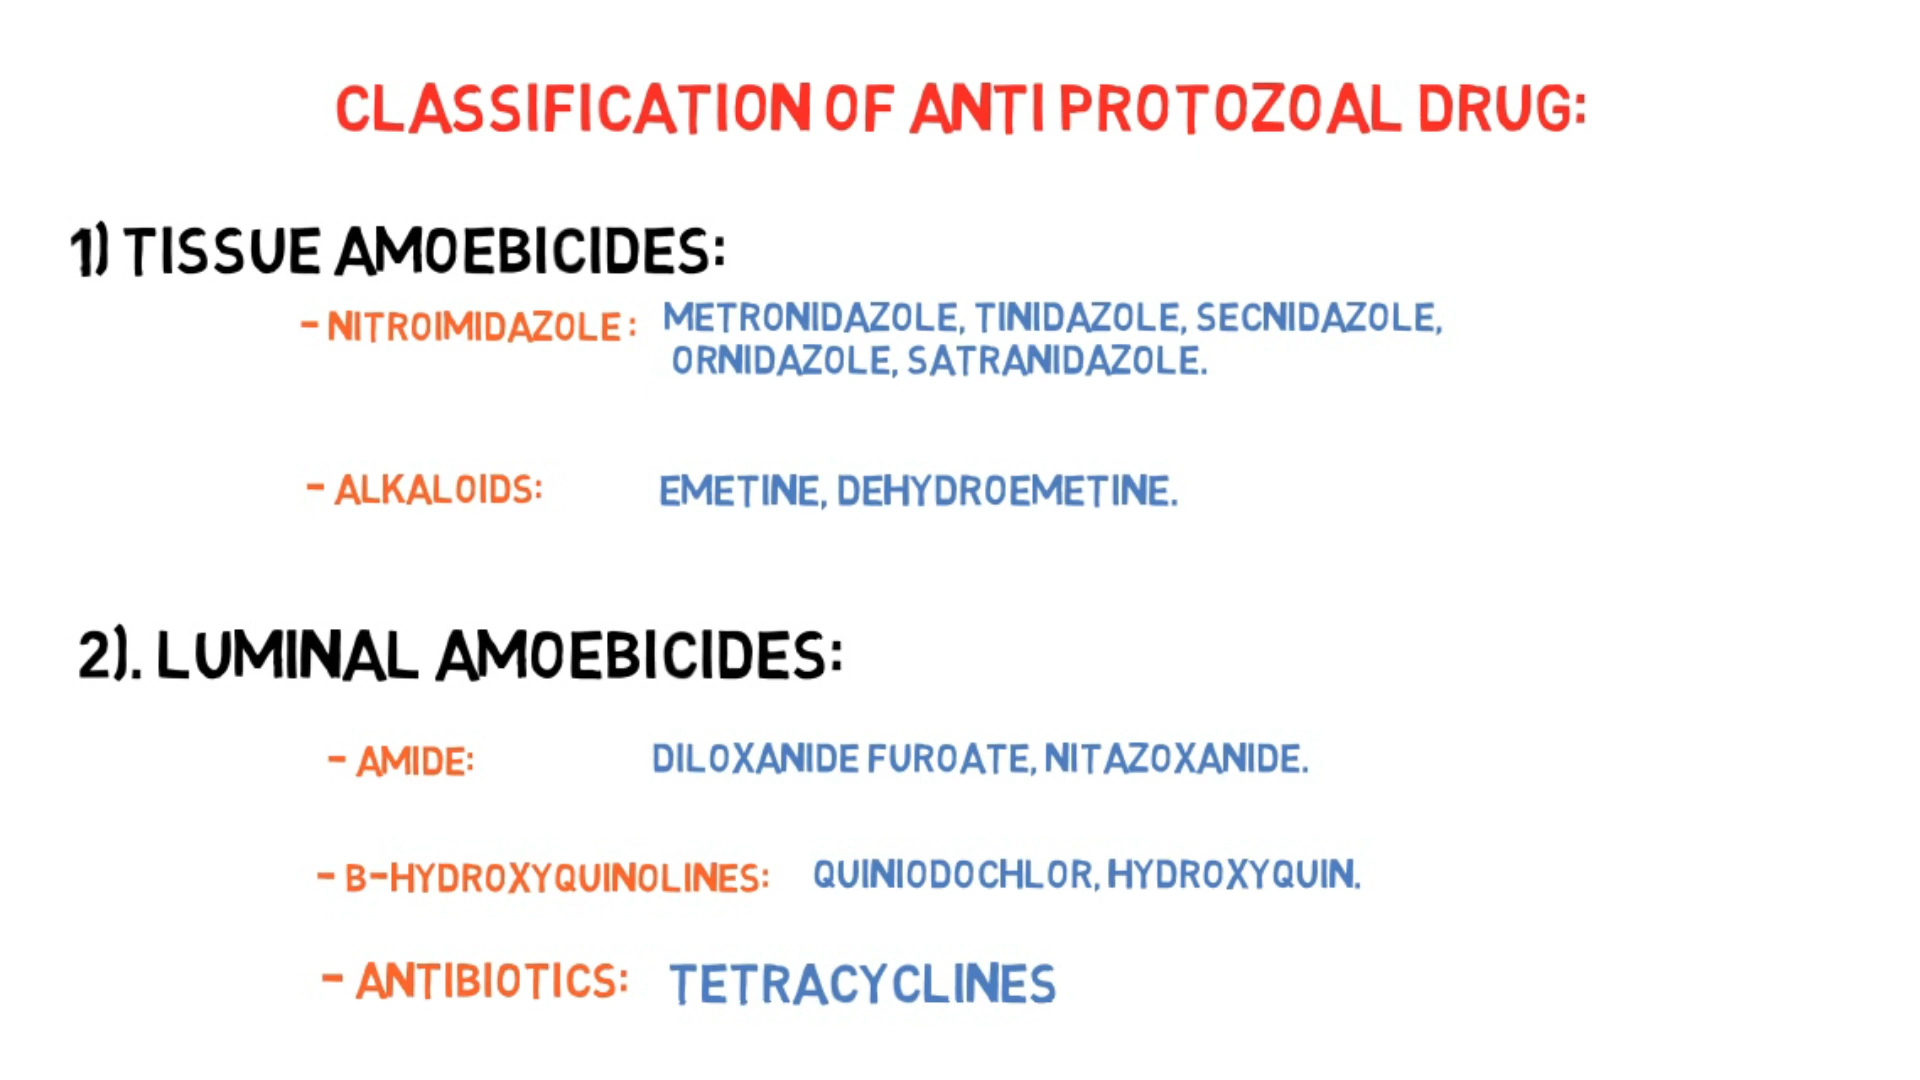 CLASSIFICATION OF ANTI PROTOZOAL DRUG:
1) TISSUE AMOEBICIDES:
- NITROIMIDAZOLE: METRONIDAZOLE, TINIDAZOLE, SECNIDAZOLE,
ORNIDAZOLE, SATRANIDAZOLE.
- ALKALOIDS: EMETINE, DEHYDROEMETINE.
2). LUMINAL AMOEBICIDES:
- AMIDE: DILOXANIDE FUROATE, NITAZOXANIDE.
- B-HYDROXYQUINOLINES: QUINIODOCHLOR, HYDROXYQUIN.
- ANTIBIOTICS: TETRACYCLINES